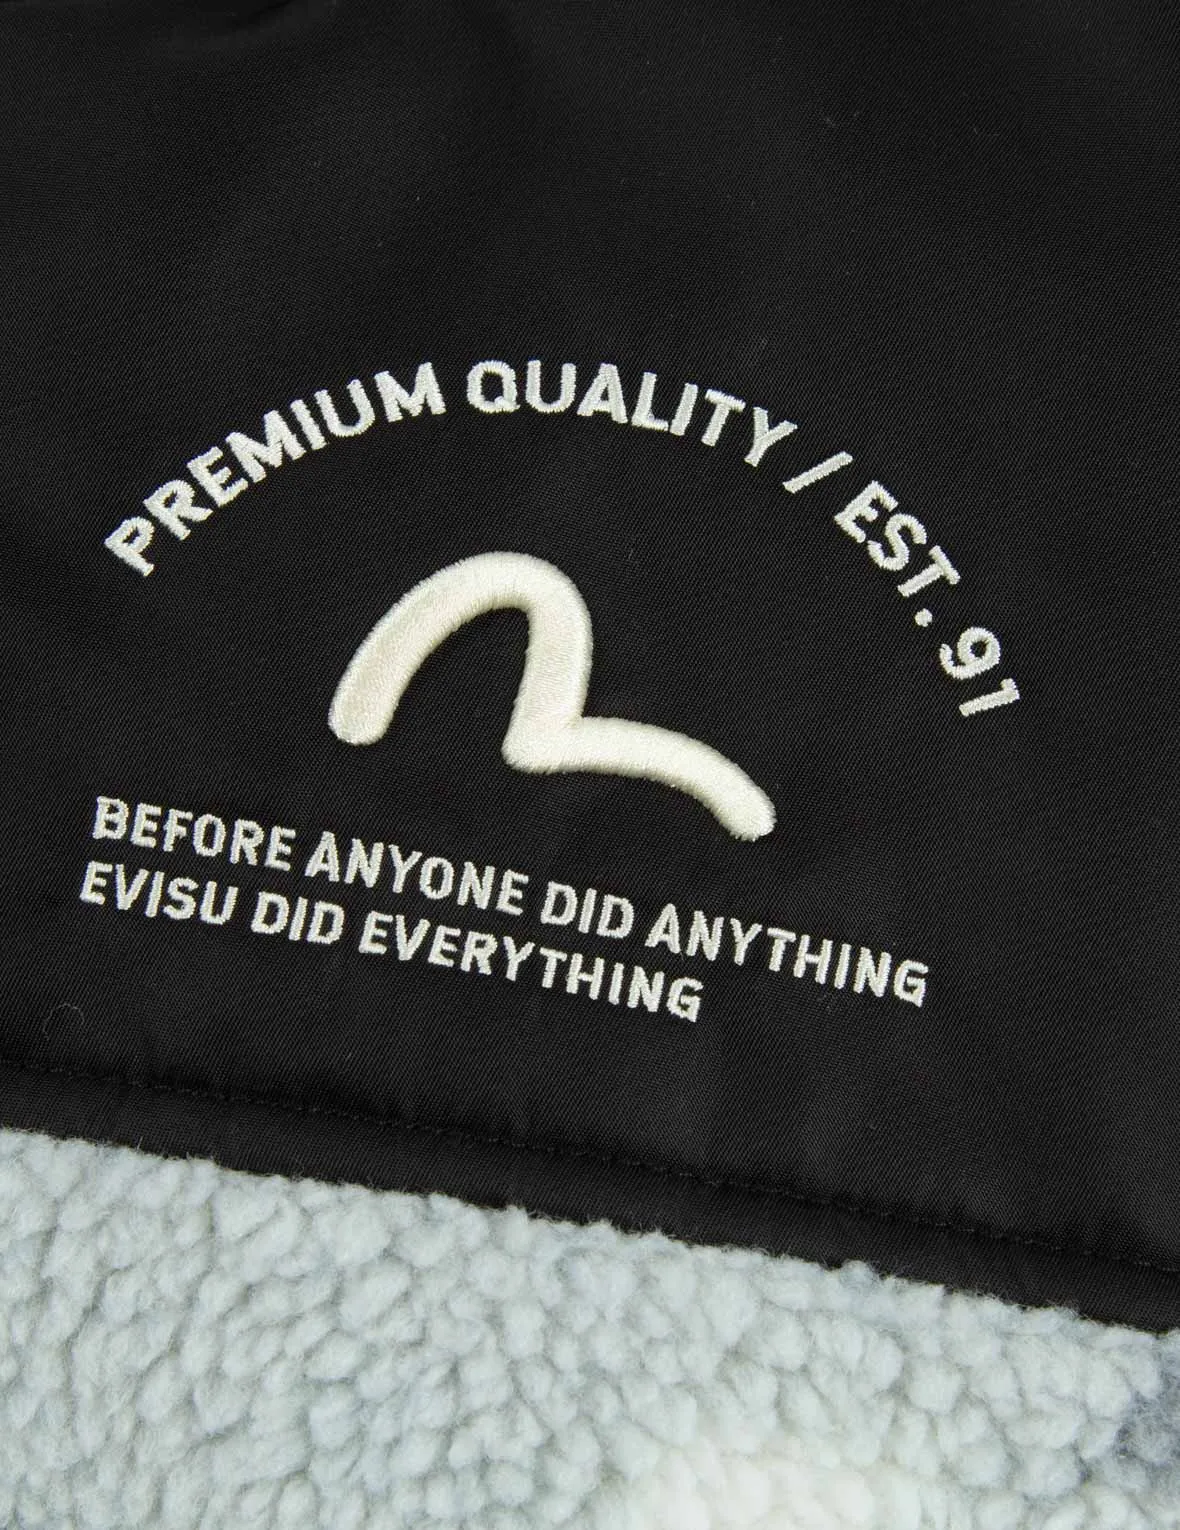 PREMIUM QUALITY / EST. 91
BEFORE ANYONE DID ANYTHING
EVISU DID EVERYTHING